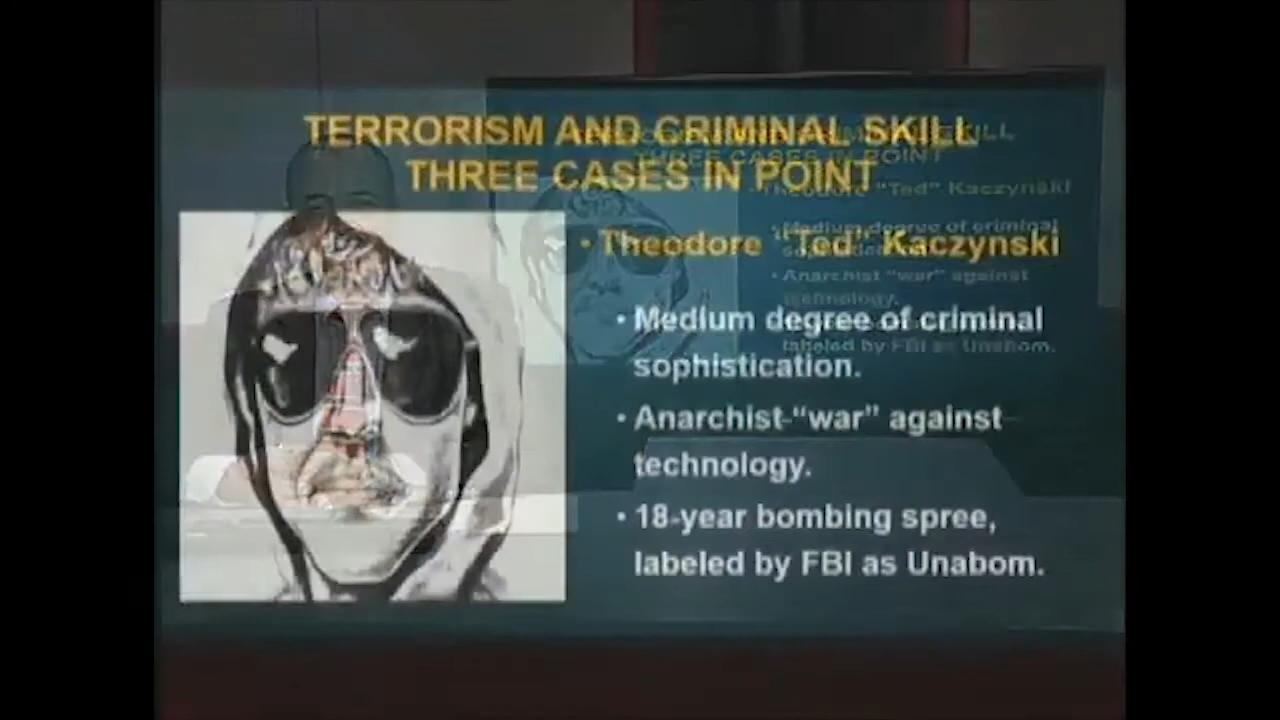 TERRORISM AND CRIMINAL SKILL
THREE CASES IN POINT
• Theodore "Ted" Kaczynski
• Medium degree of criminal
sophistication.
• Anarchist “war” against
technology.
• 18-year bombing spree,
labeled by FBI as Unabom.